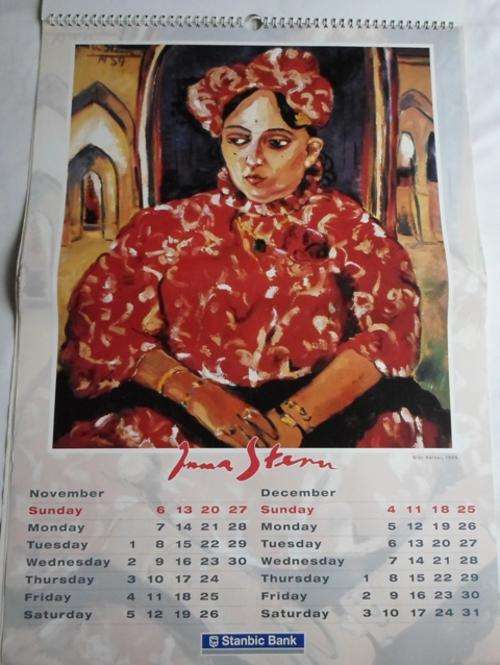 Irma Stern
November
Sunday 6 13 20 27
Monday 7 14 21 28
Tuesday 1 8 15 22 29
Wednesday 2 9 16 23 30
Thursday 3 10 17 24
Friday 4 11 18 25
Saturday 5 12 19 26
December
Sunday 4 11 18 25
Monday 5 12 19 26
Tuesday 6 13 20 27
Wednesday 7 14 21 28
Thursday 1 8 15 22 29
Friday 2 9 16 23 30
Saturday 3 10 17 24 31
Stanbic Bank